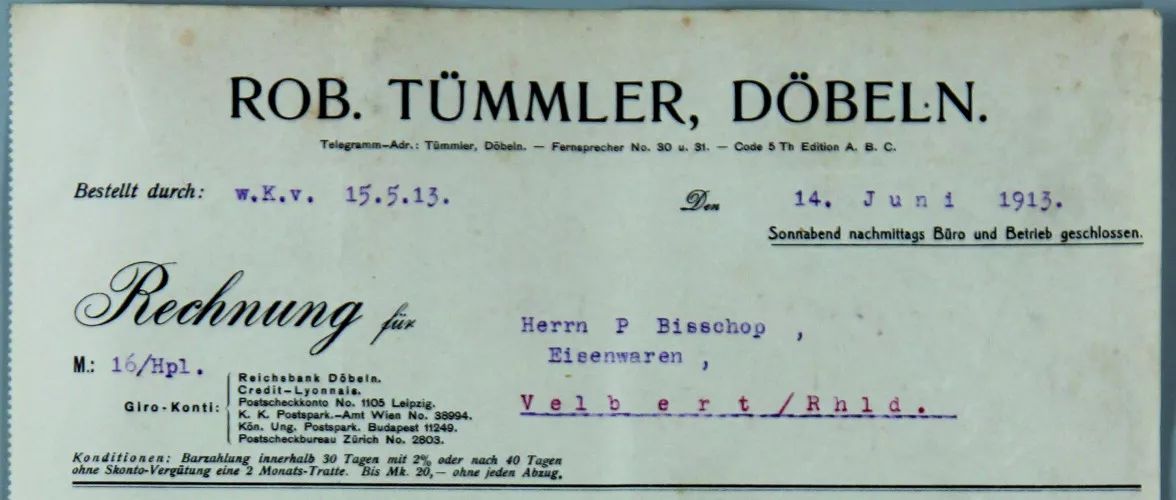 ROB. TÜMMLER, DÖBELN.
Telegramm-Adr.: Tümmler, Döbeln. — Fernsprecher No. 30 u. 31. — Code 5 Th Edition A. B. C.
Bestellt durch: w.K.v. 15.5.13.
Den 14. Juni 1913.
Sonnabend nachmittags Büro und Betrieb geschlossen.
Rechnung für
Herrn P Bisschop ,
Eisenwaren ,
Velbert/Rhld.
M.: 16/Hpl.
Giro-Konti:
Reichsbank Döbeln.
Credit-Lyonnais.
Postscheckkonto No. 1105 Leipzig.
K. K. Postspark.-Amt Wien No. 38994.
Kön. Ung. Postspark. Budapest 11249.
Postscheckbureau Zürich No. 2803.
Konditionen: Barzahlung innerhalb 30 Tagen mit 2% oder nach 40 Tagen
ohne Skonto-Vergütung eine 2 Monats-Tratte. Bis Mk. 20,— ohne jeden Abzug.